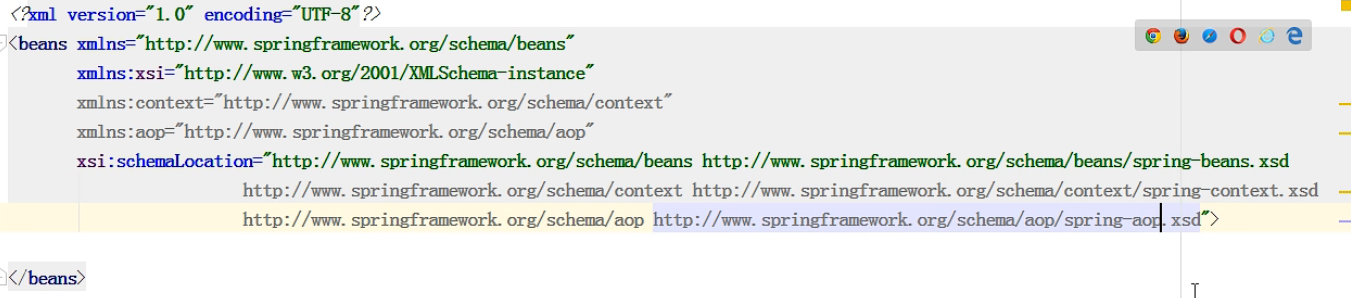 <?xml version="1.0" encoding="UTF-8"?>
<beans xmlns="http://www.springframework.org/schema/beans"
xmlns:xsi="http://www.w3.org/2001/XMLSchema-instance"
xmlns:context="http://www.springframework.org/schema/context"
xmlns:aop="http://www.springframework.org/schema/aop"
xsi:schemaLocation="http://www.springframework.org/schema/beans http://www.springframework.org/schema/beans/spring-beans.xsd
http://www.springframework.org/schema/context http://www.springframework.org/schema/context/spring-context.xsd
http://www.springframework.org/schema/aop http://www.springframework.org/schema/aop/spring-aop.xsd">
</beans>